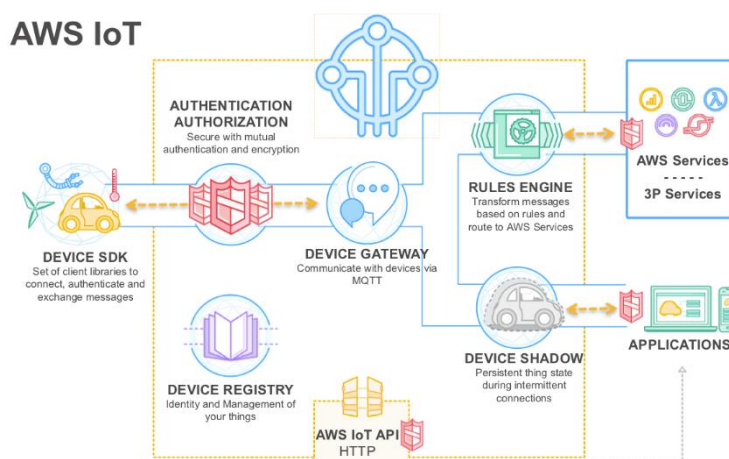 AWS IoT
AUTHENTICATION
AUTHORIZATION
Secure with mutual
authentication and encryption
DEVICE SDK
Set of client libraries to
connect, authenticate and
exchange messages
DEVICE GATEWAY
Communicate with devices via
MQTT
RULES ENGINE
Transform messages
based on rules and
route to AWS Services
AWS Services
-----
3P Services
DEVICE SHADOW
Persistent thing state
during intermittent
connections
APPLICATIONS
DEVICE REGISTRY
Identity and Management of
your things
AWS IoT API
HTTP